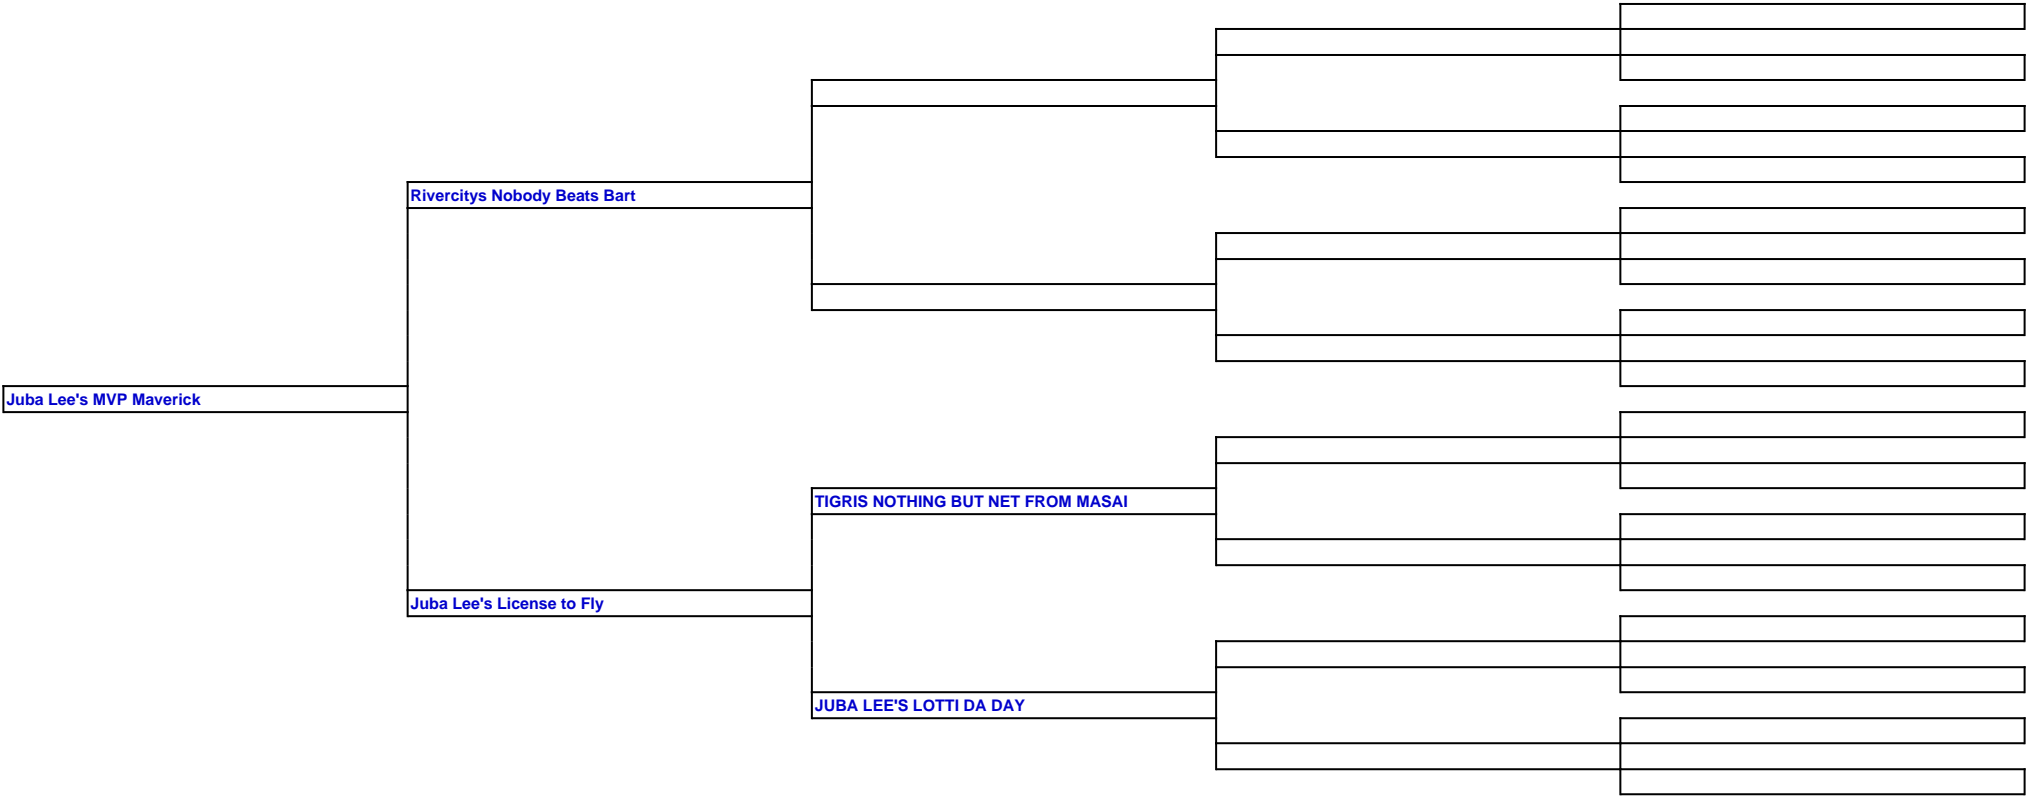 Rivercitys Nobody Beats Bart
Juba Lee's MVP Maverick
TIGRIS NOTHING BUT NET FROM MASAI
Juba Lee's License to Fly
JUBA LEE'S LOTTI DA DAY